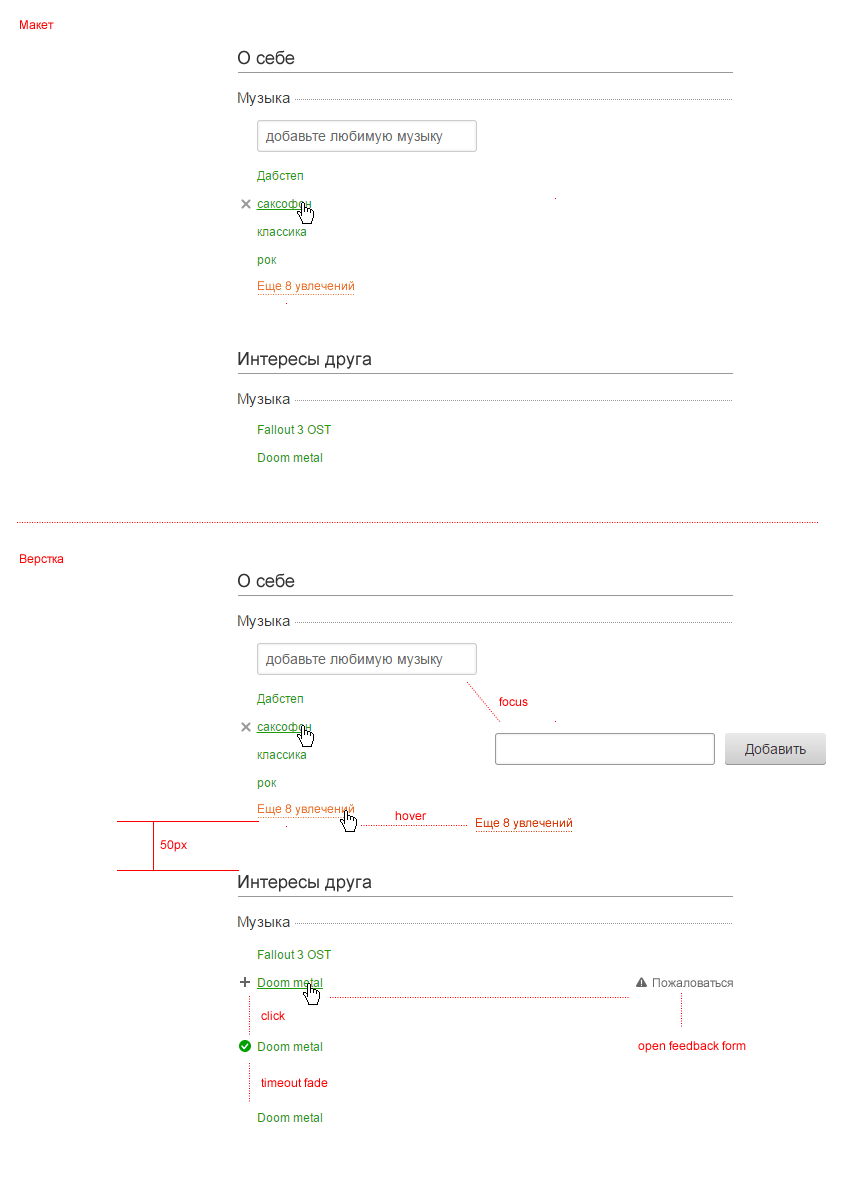 Макет
О себе
Музыка
добавьте любимую музыку
Дабстеп
саксофон
классика
рок
Еще 8 увлечений
Интересы друга
Музыка
Fallout 3 OST
Doom metal
Верстка
О себе
Музыка
добавьте любимую музыку
Дабстеп
focus
саксофон
Добавить
классика
рок
Еще 8 увлечений
hover
Еще 8 увлечений
50px
Интересы друга
Музыка
Fallout 3 OST
Doom metal
Пожаловаться
click
Doom metal
open feedback form
timeout fade
Doom metal